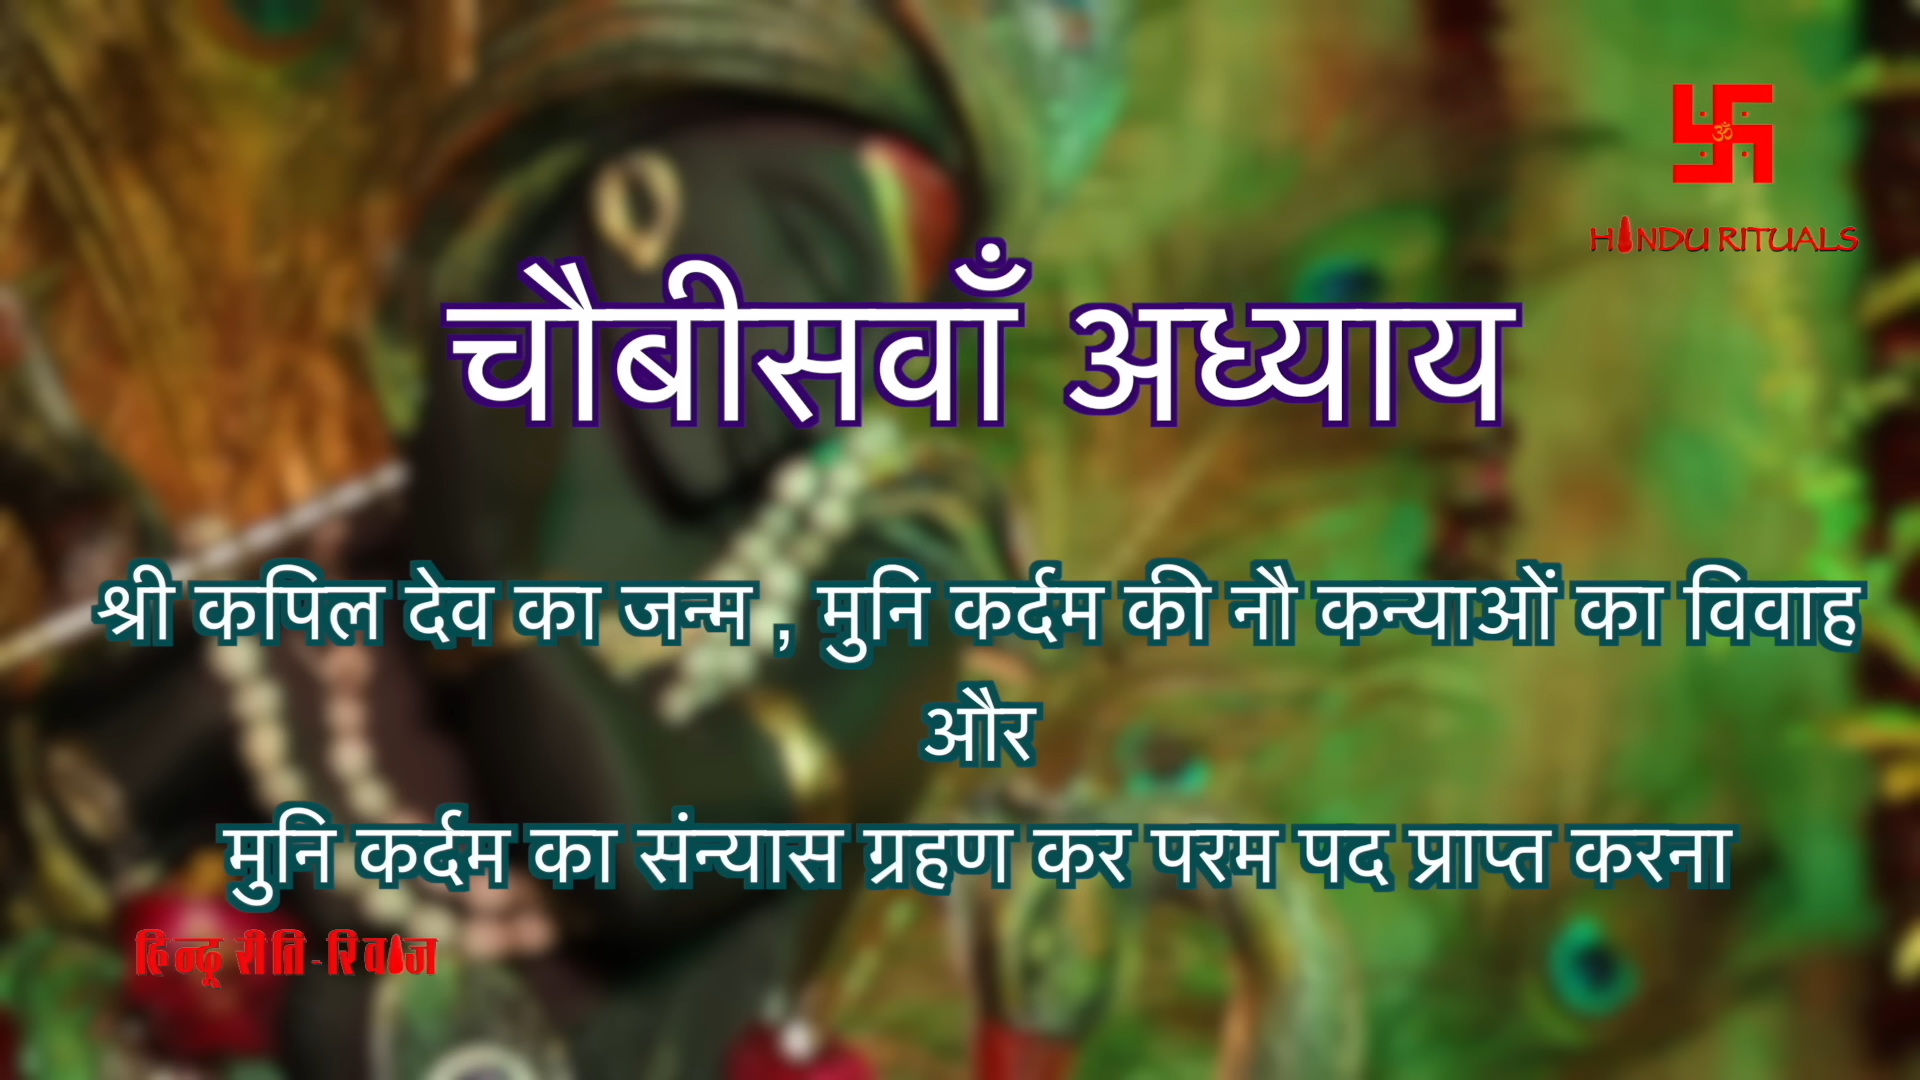 ॐ
HINDU RITUALS
चौबीसवाँ अध्याय
श्री कपिल देव का जन्म , मुनि कर्दम की नौ कन्याओं का विवाह
और
मुनि कर्दम का संन्यास ग्रहण कर परम पद प्राप्त करना
हिन्दू रीति-रिवाज